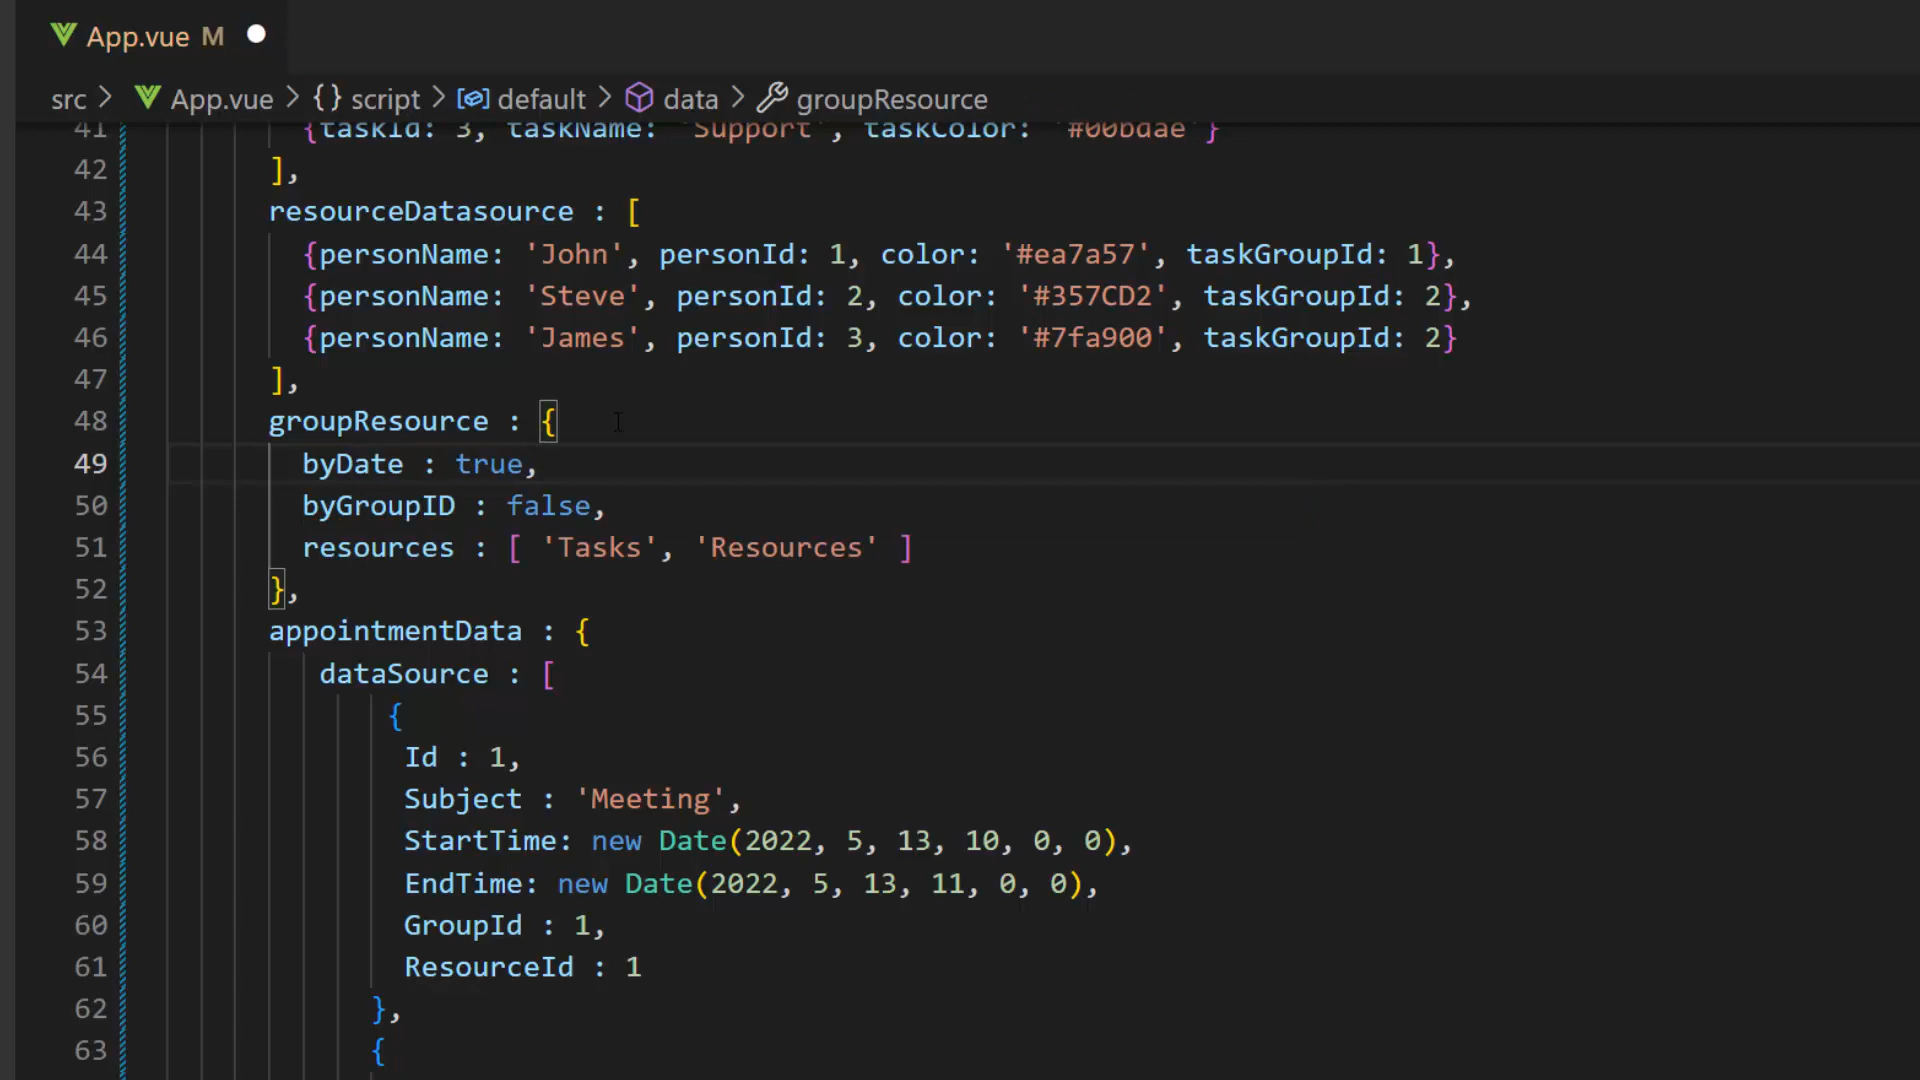 App.vue M
src > App.vue > {} script > default > data > groupResource
41 {taskId: 3, taskName: 'Support', taskColor: '#00bdae'}
42 ],
43 resourceDatasource : [
44 {personName: 'John', personId: 1, color: '#ea7a57', taskGroupId: 1},
45 {personName: 'Steve', personId: 2, color: '#357CD2', taskGroupId: 2},
46 {personName: 'James', personId: 3, color: '#7fa900', taskGroupId: 2}
47 ],
48 groupResource : {
49 byDate : true,
50 byGroupID : false,
51 resources : [ 'Tasks', 'Resources' ]
52 },
53 appointmentData : {
54 dataSource : [
55 {
56 Id : 1,
57 Subject : 'Meeting',
58 StartTime: new Date(2022, 5, 13, 10, 0, 0),
59 EndTime: new Date(2022, 5, 13, 11, 0, 0),
60 GroupId : 1,
61 ResourceId : 1
62 },
63 {